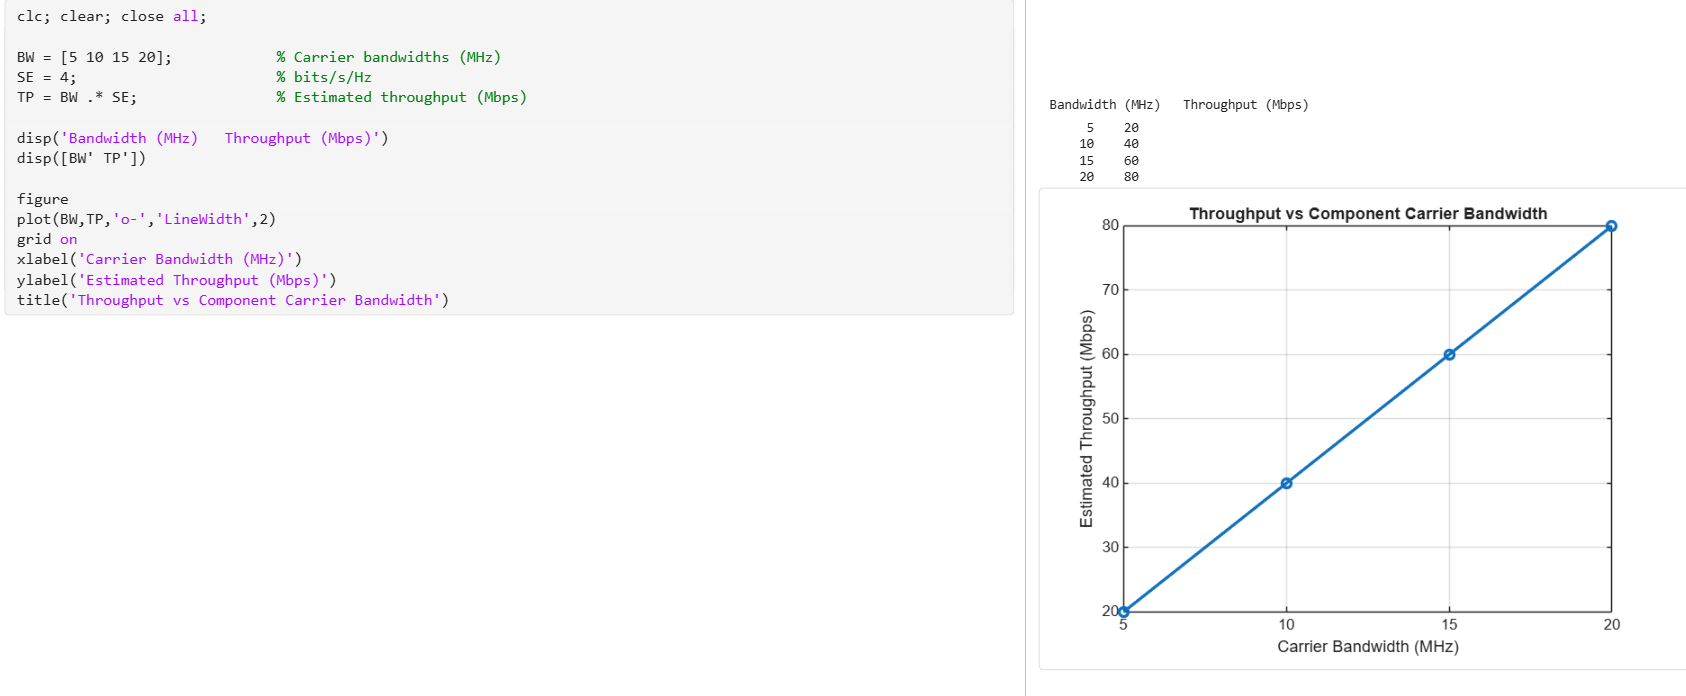 clc; clear; close all;
BW = [5 10 15 20];            % Carrier bandwidths (MHz)
SE = 4;                       % bits/s/Hz
TP = BW .* SE;                % Estimated throughput (Mbps)
disp('Bandwidth (MHz)   Throughput (Mbps)')
disp([BW' TP'])
figure
plot(BW,TP,'o-','LineWidth',2)
grid on
xlabel('Carrier Bandwidth (MHz)')
ylabel('Estimated Throughput (Mbps)')
title('Throughput vs Component Carrier Bandwidth')
Bandwidth (MHz)   Throughput (Mbps)
5    20
10    40
15    60
20    80
Throughput vs Component Carrier Bandwidth
80
70
60
50
40
30
20
Estimated Throughput (Mbps)
5 10 15 20
Carrier Bandwidth (MHz)